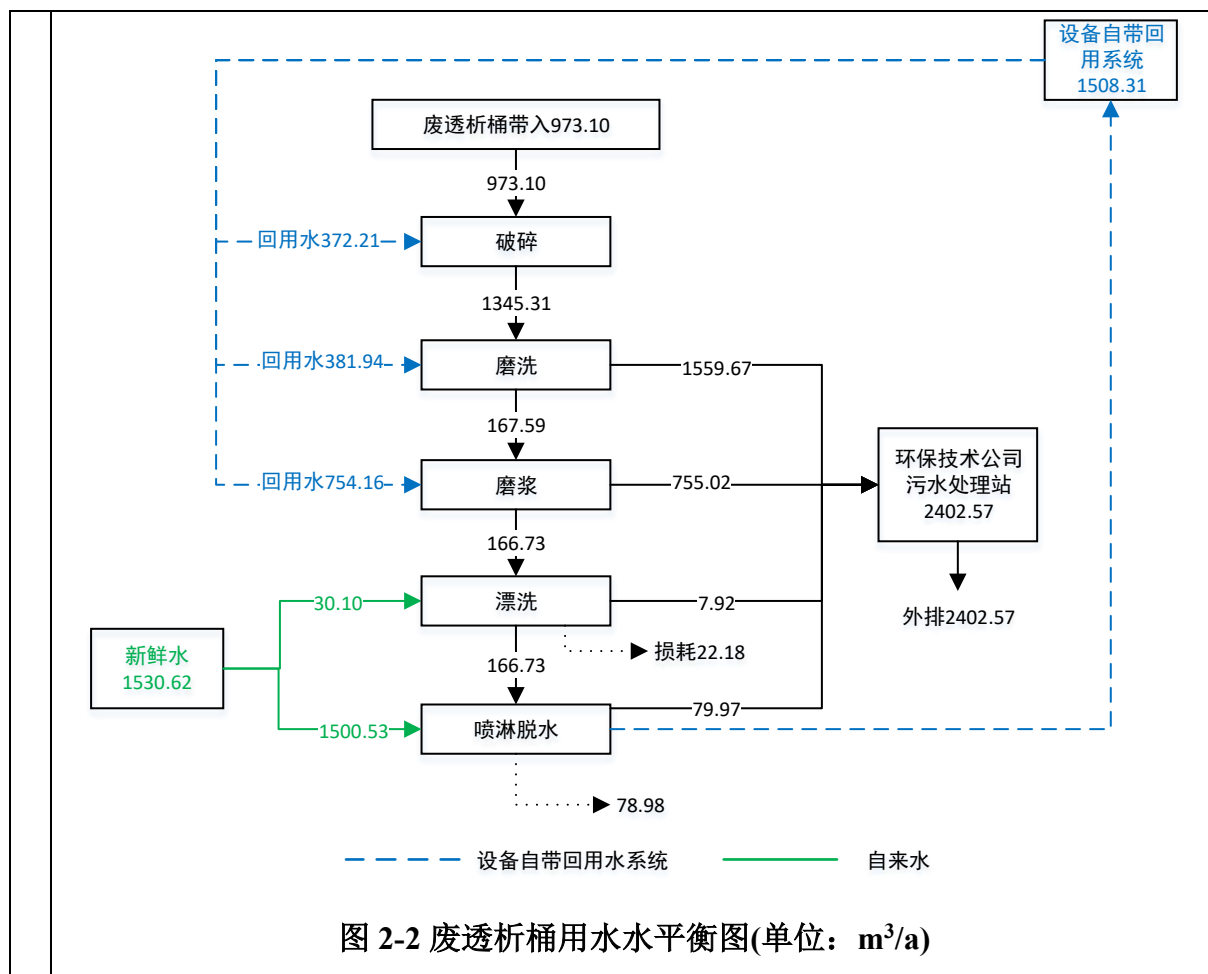 设备自带回
用系统
1508.31
废透析桶带入973.10
973.10
回用水372.21
破碎
1345.31
回用水381.94
磨洗
1559.67
167.59
回用水754.16
磨浆
755.02
环保技术公司
污水处理站
2402.57
166.73
30.10
漂洗
7.92
外排2402.57
损耗22.18
新鲜水
1530.62
166.73
1500.53
喷淋脱水
79.97
78.98
设备自带回用水系统
自来水
图 2-2 废透析桶用水水平衡图(单位：m³/a)